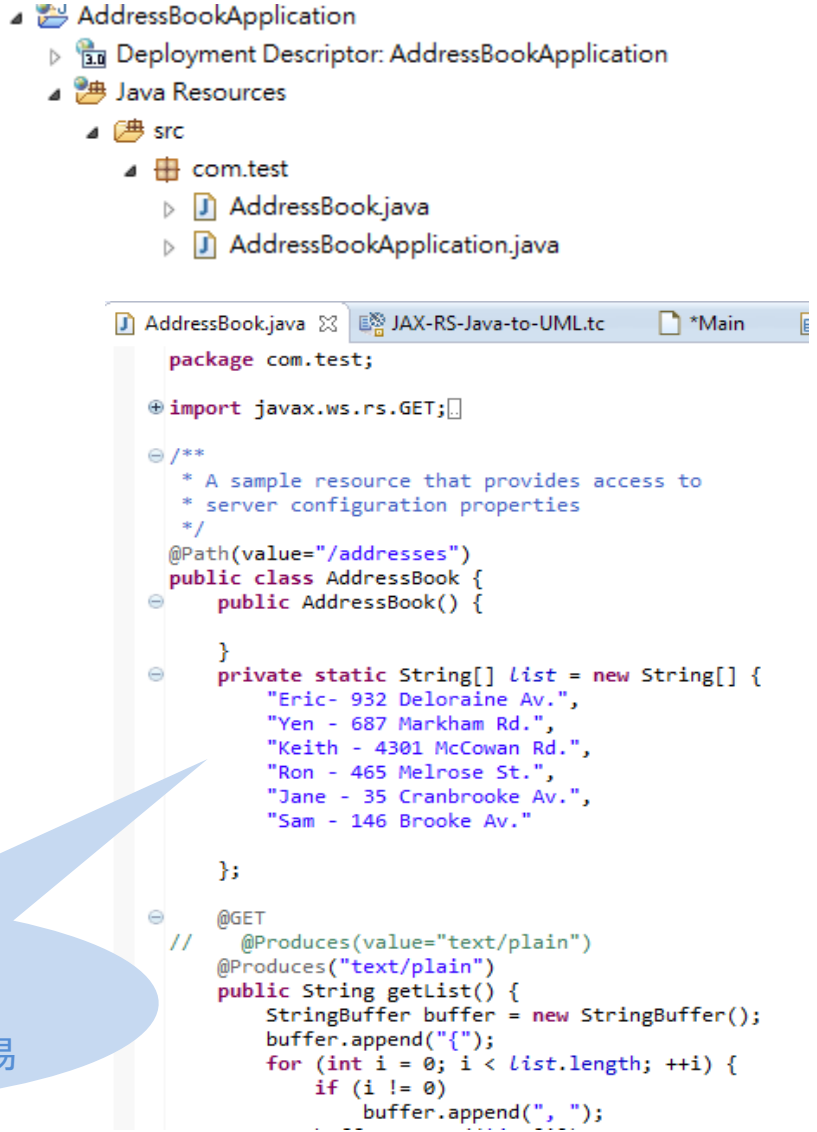 AddressBookApplication
3.0 Deployment Descriptor: AddressBookApplication
Java Resources
src
com.test
AddressBook.java
AddressBookApplication.java
AddressBook.java JAX-RS-Java-to-UML.tc *Main
package com.test;
import javax.ws.rs.GET;
/**
* A sample resource that provides access to
* server configuration properties
*/
@Path(value="/addresses")
public class AddressBook {
public AddressBook() {
}
private static String[] list = new String[] {
"Eric- 932 Deloraine Av.",
"Yen - 687 Markham Rd.",
"Keith - 4301 McCowan Rd.",
"Ron - 465 Melrose St.",
"Jane - 35 Cranbrooke Av.",
"Sam - 146 Brooke Av."
};
@GET
// @Produces(value="text/plain")
@Produces("text/plain")
public String getList() {
StringBuffer buffer = new StringBuffer();
buffer.append("{");
易
for (int i = 0; i < list.length; ++i) {
if (i != 0)
buffer.append(", ");